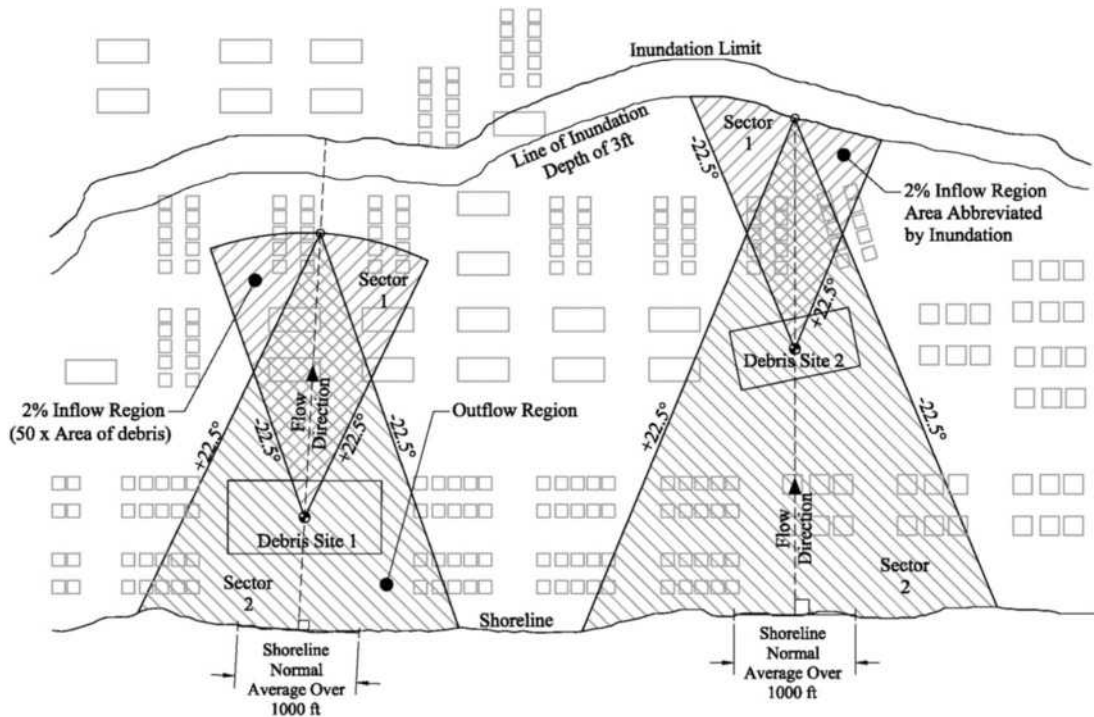 Inundation Limit
Line of Inundation
Depth of 3ft
Sector
1
-22.5°
2% Inflow Region
Area Abbreviated
by Inundation
+22.5°
Debris Site 2
+22.5°
-22.5°
Flow
Direction
Sector
2
Shoreline
Normal
Average Over
1000 ft
Sector
1
2% Inflow Region
(50 x Area of debris)
Outflow Region
Flow
Direction
+22.5°
-22.5°
+22.5°
-22.5°
Debris Site 1
Sector
2
Shoreline
Shoreline
Normal
Average Over
1000 ft